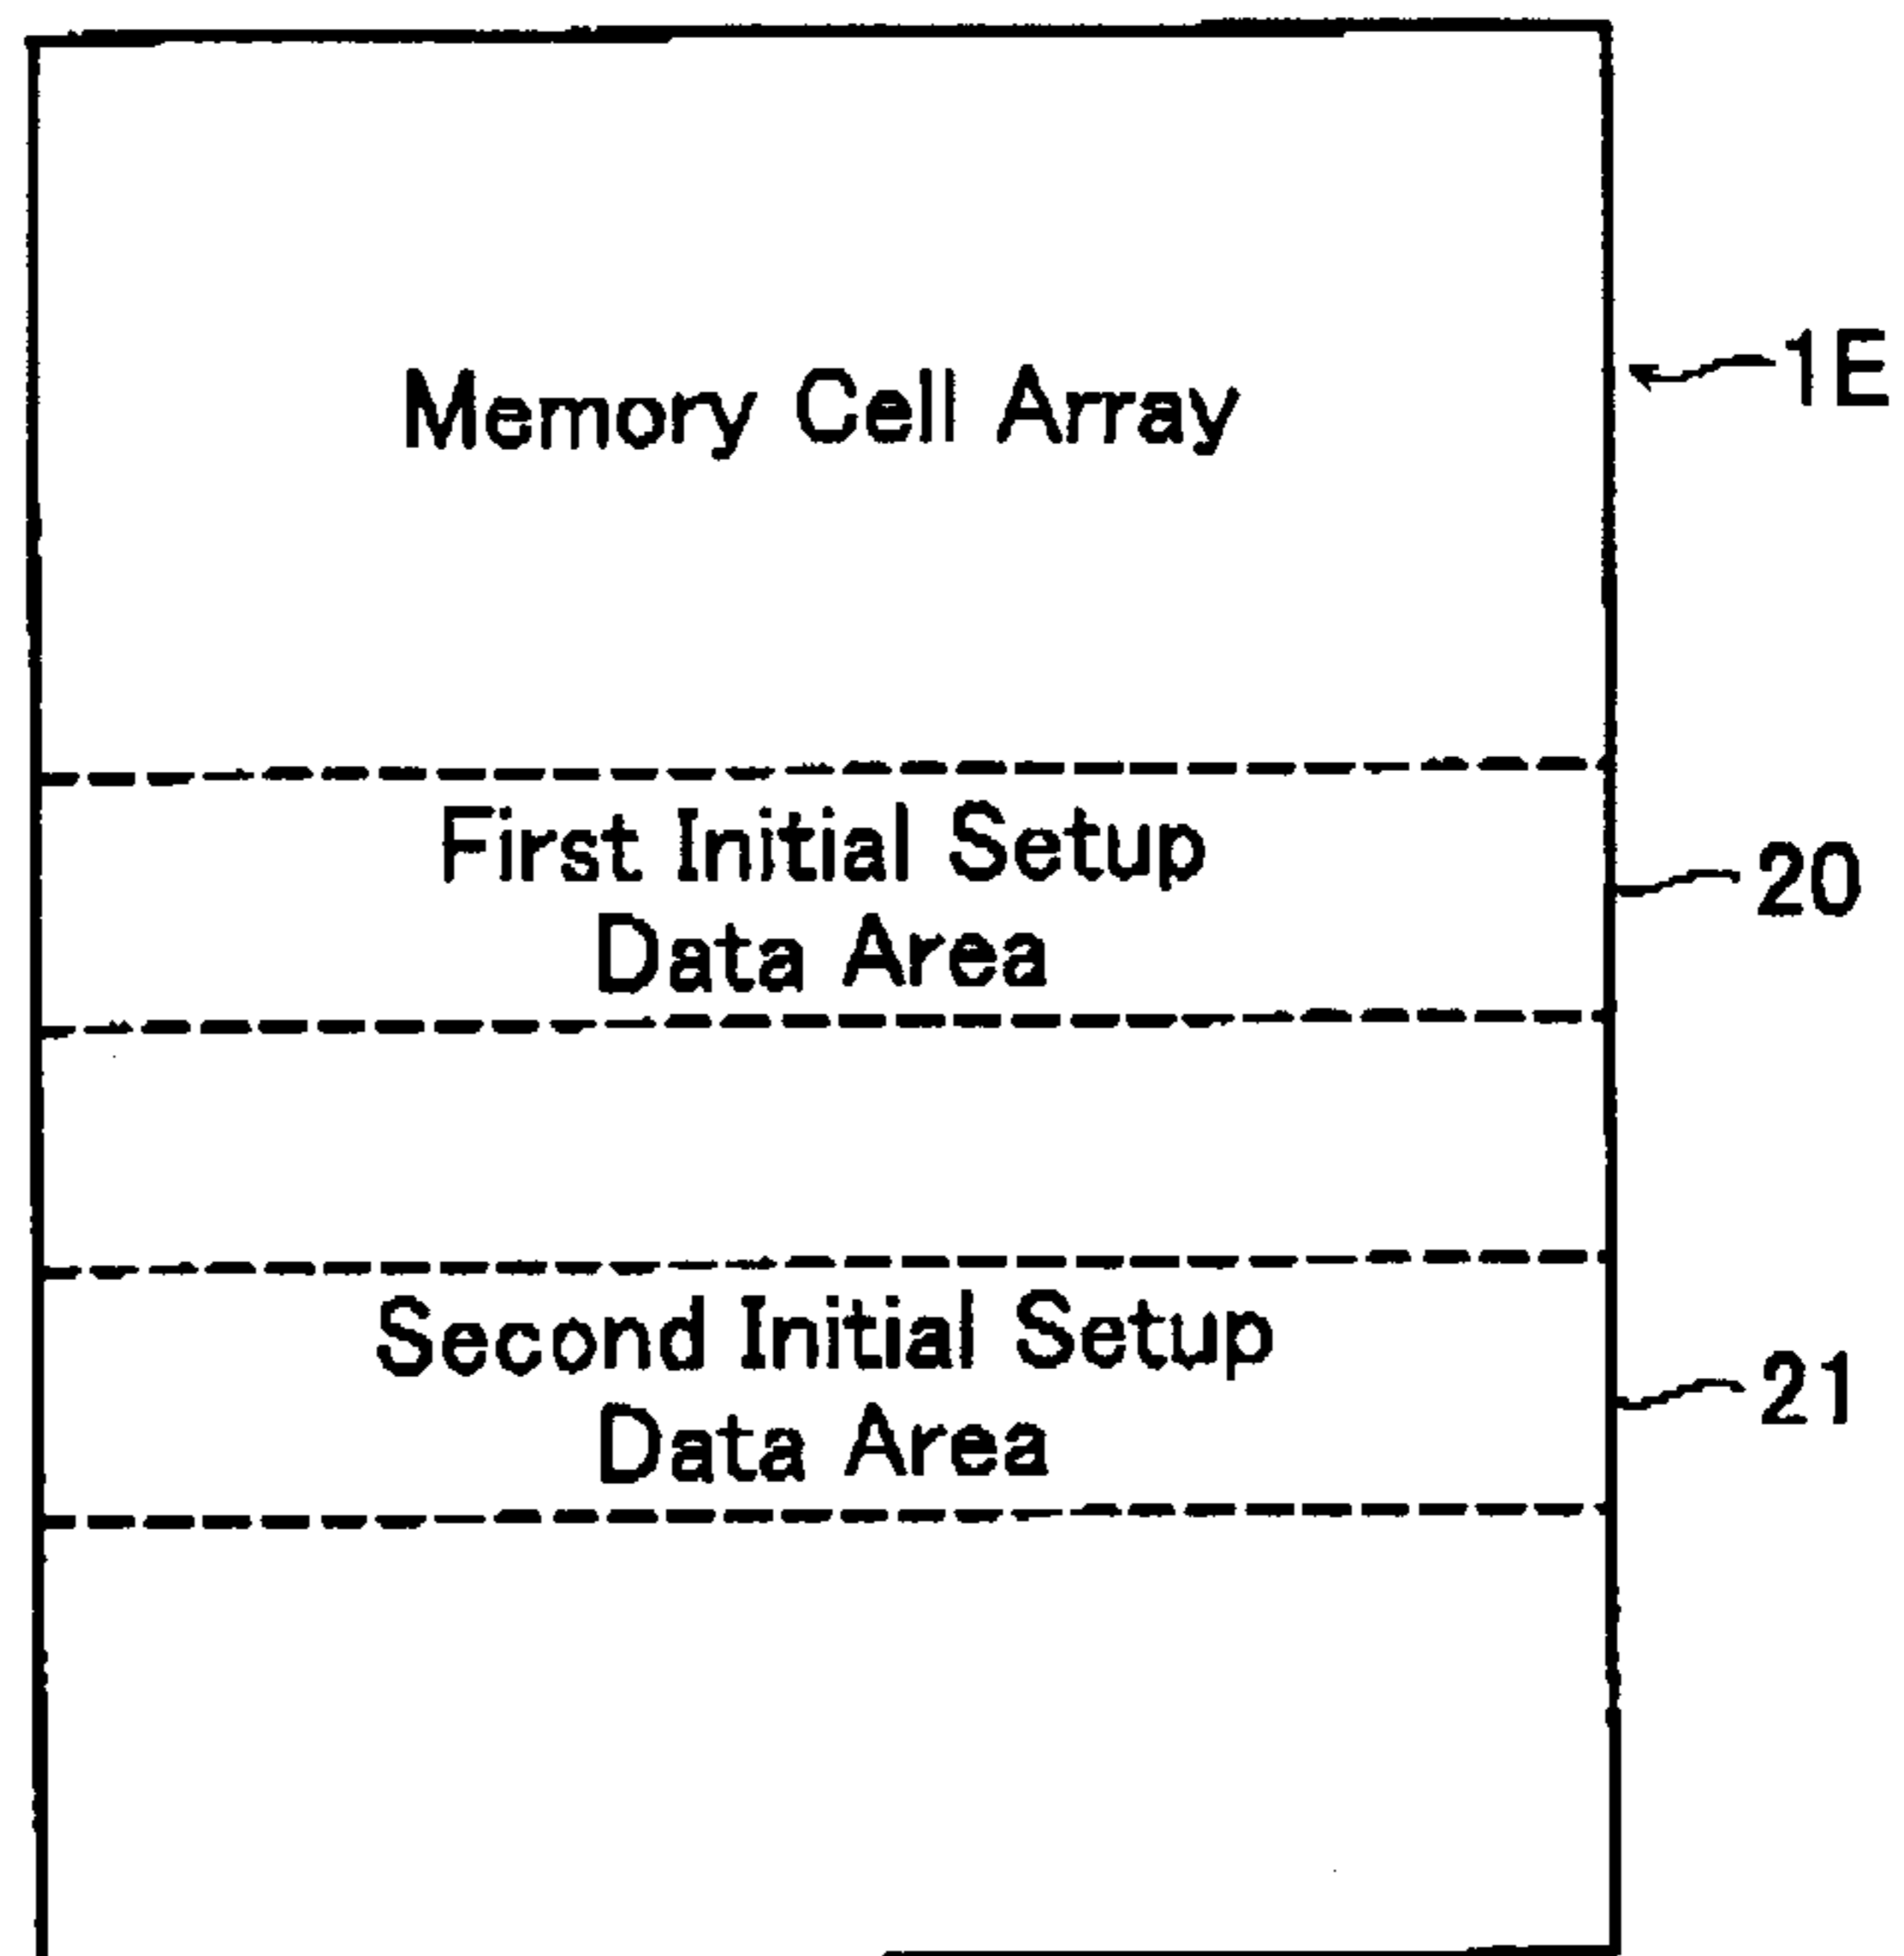 Memory Cell Array
1E
First Initial Setup
Data Area
20
Second Initial Setup
Data Area
21